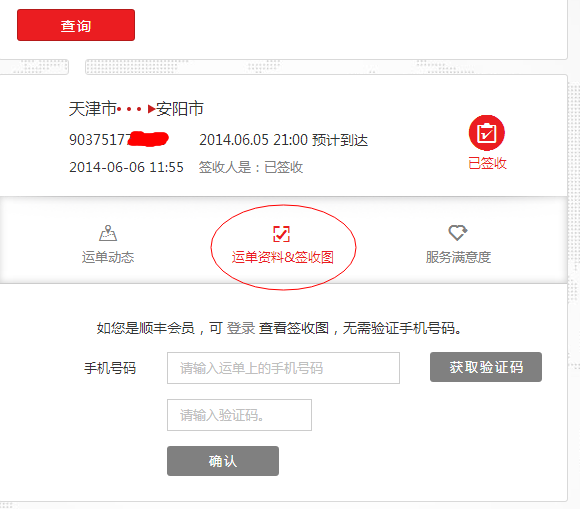 查询
天津市 安阳市
90375177
2014.06.05 21:00 预计到达
2014-06-06 11:55 签收人是：已签收
已签收
运单动态
运单资料&签收图
服务满意度
如您是顺丰会员，可 登录 查看签收图，无需验证手机号码。
手机号码 请输入运单上的手机号码 获取验证码
请输入验证码。
确认